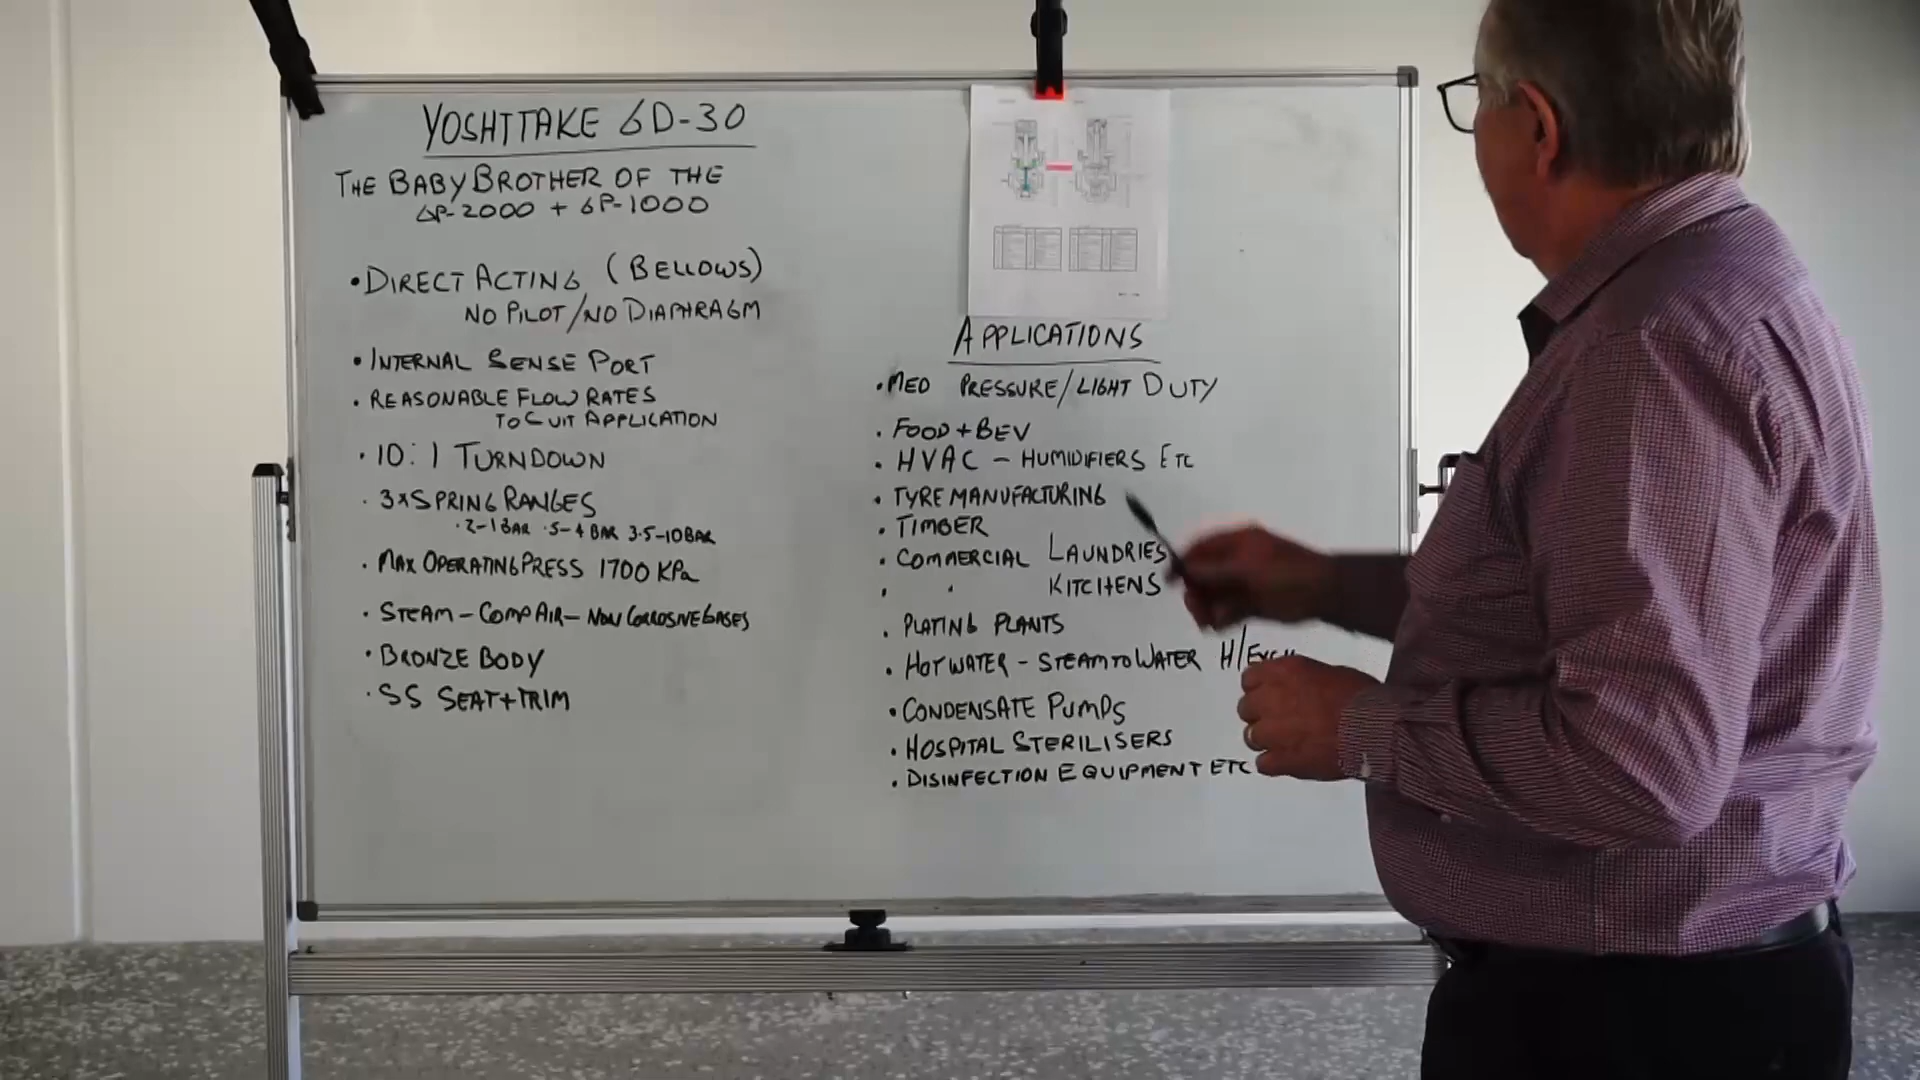 YOSHITAKE GD-30
THE BABY BROTHER OF THE
GP-2000 + GP-1000
• DIRECT ACTING (BELLOWS)
NO PILOT/NO DIAPHRAGM
• INTERNAL SENSE PORT
• REASONABLE FLOW RATES
TO SUIT APPLICATION
• 10:1 TURNDOWN
• 3x SPRING RANGES
·2-1BAR ·5-4 BAR 3.5-10BAR
• MAX OPERATING PRESS 1700 KPa
• STEAM - COMP AIR - NON CORROSIVE GASES
• BRONZE BODY
• SS SEAT + TRIM
APPLICATIONS
• MED PRESSURE/LIGHT DUTY
• FOOD + BEV
• HVAC - HUMIDIFIERS ETC
• TYRE MANUFACTURING
• TIMBER
• COMMERCIAL LAUNDRIES
• " KITCHENS
• PLATING PLANTS
• HOT WATER - STEAM TO WATER H/EXCH
• CONDENSATE PUMPS
• HOSPITAL STERILISERS
• DISINFECTION EQUIPMENT ETC